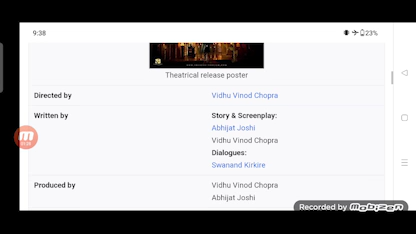 9:38
23%
Theatrical release poster
Directed by
Vidhu Vinod Chopra
Written by
Story & Screenplay:
Abhijat Joshi
Vidhu Vinod Chopra
Dialogues:
Swanand Kirkire
Produced by
Vidhu Vinod Chopra
Abhijat Joshi
Recorded by Mobizen